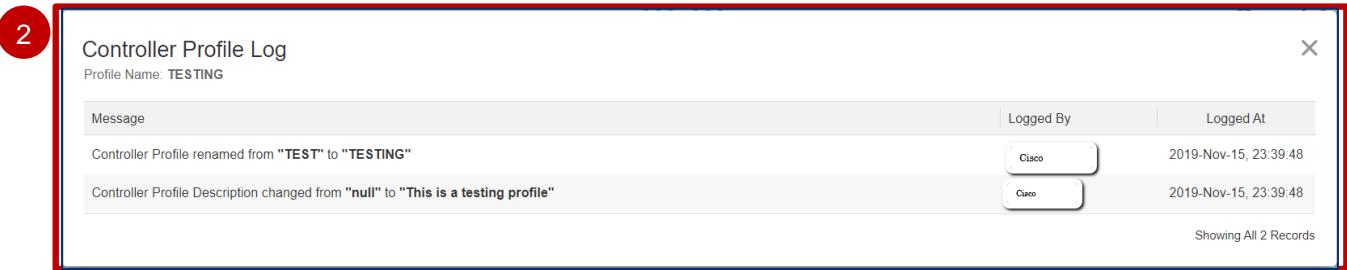 2
Controller Profile Log
Profile Name: TESTING
Message Logged By Logged At
Controller Profile renamed from "TEST" to "TESTING" Cisco 2019-Nov-15, 23:39:48
Controller Profile Description changed from "null" to "This is a testing profile" Cisco 2019-Nov-15, 23:39:48
Showing All 2 Records